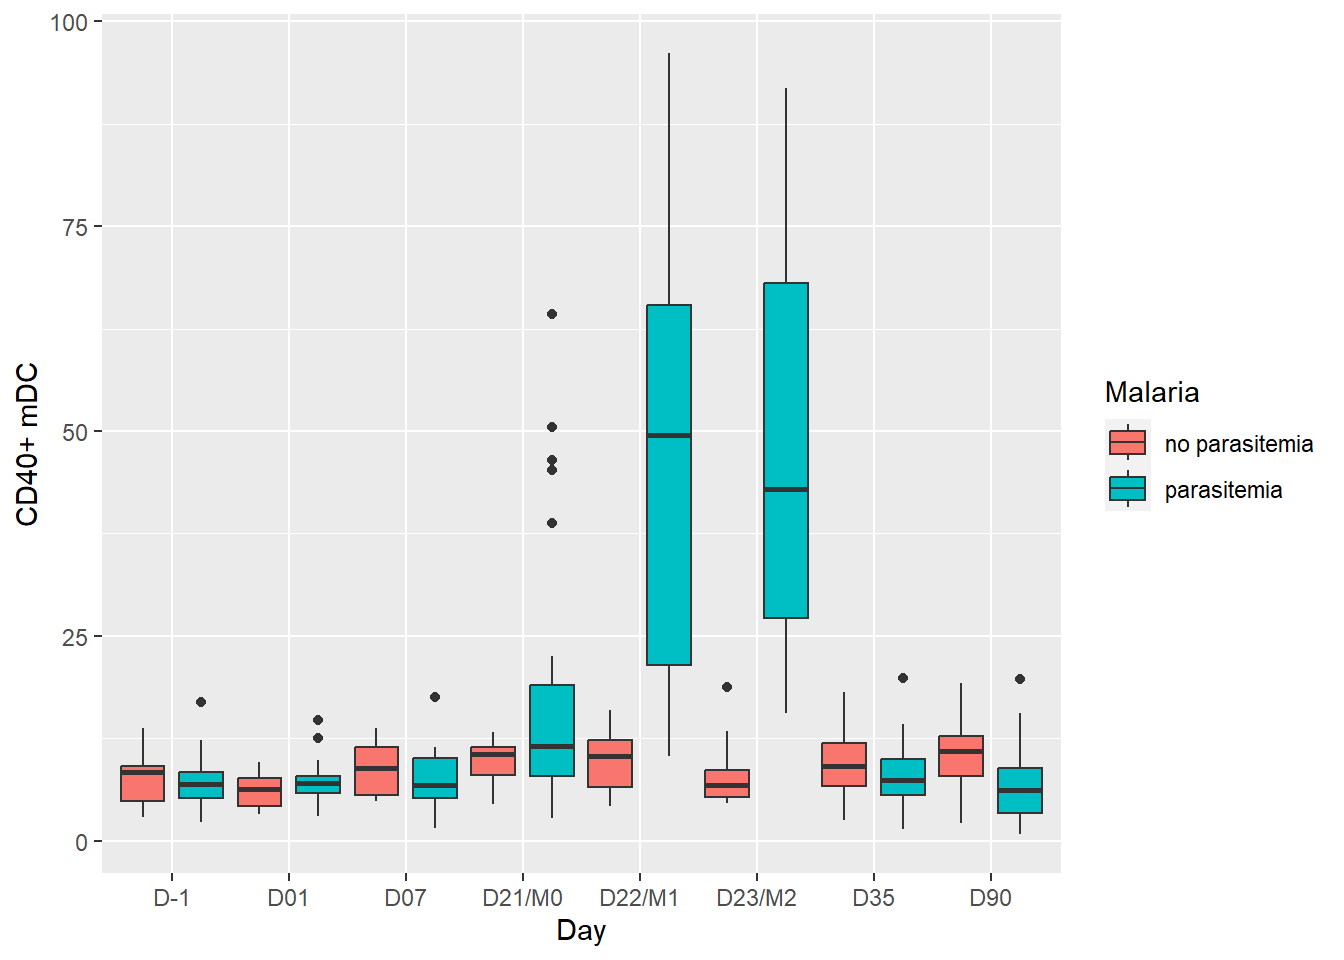 100
75
50
25
0
CD40+ mDC
D-1 D01 D07 D21/M0 D22/M1 D23/M2 D35 D90
Day
Malaria
no parasitemia
parasitemia